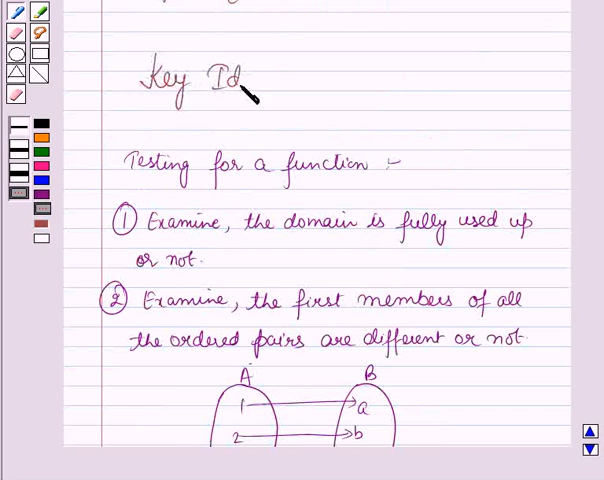 Key Id
Testing for a function :-
① Examine, the domain is fully used up
or not.
② Examine, the first members of all
the ordered pairs are different or not.
A B
1 a
2 b